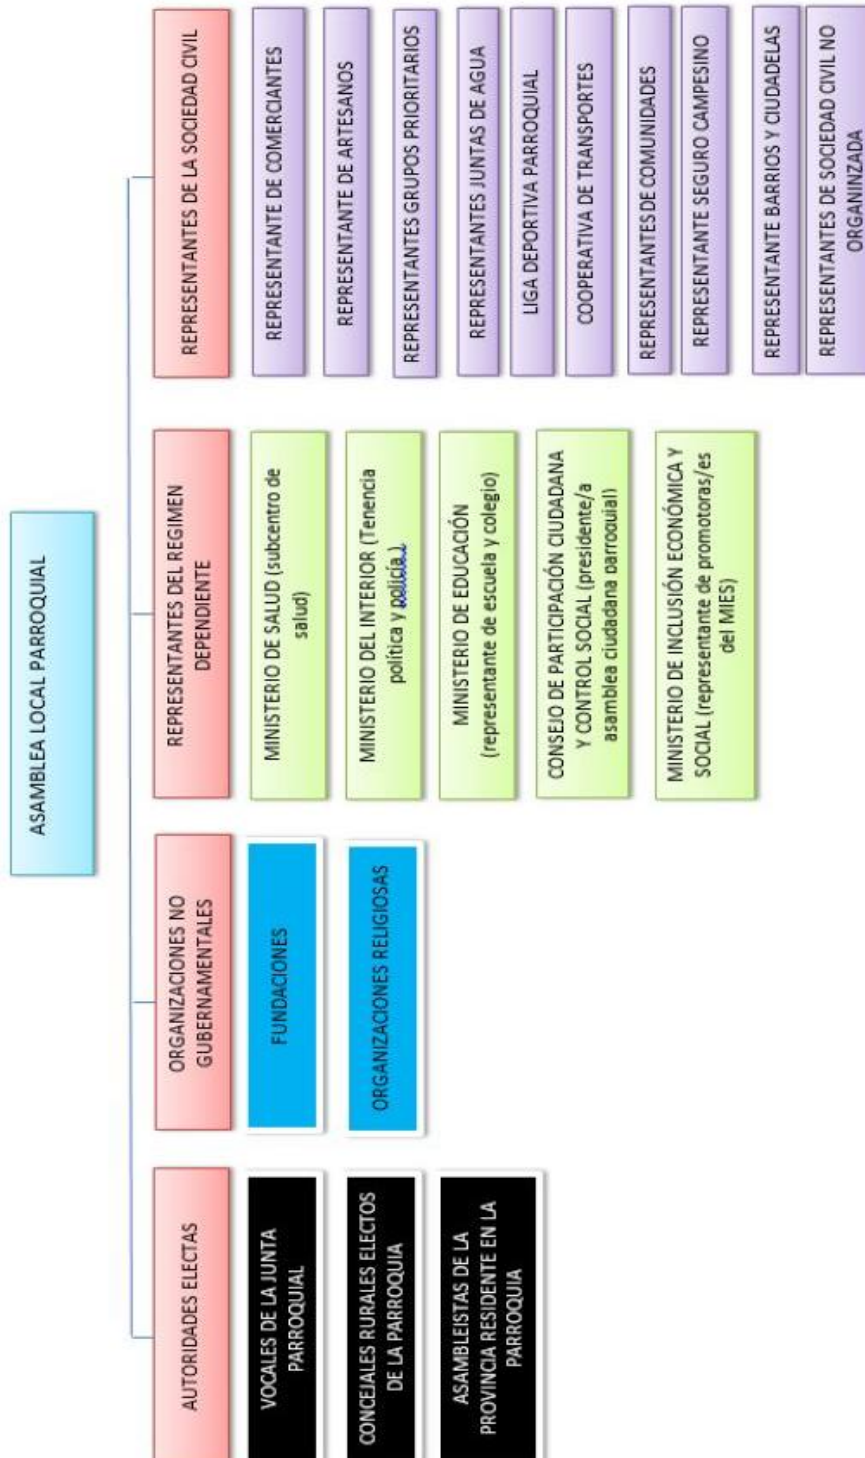 ASAMBLEA LOCAL PARROQUIAL
AUTORIDADES ELECTAS
VOCALES DE LA JUNTA
PARROQUIAL
CONCEJALES RURALES ELECTOS
DE LA PARROQUIA
ASAMBLEISTAS DE LA
PROVINCIA RESIDENTE EN LA
PARROQUIA
ORGANIZACIONES NO
GUBERNAMENTALES
FUNDACIONES
ORGANIZACIONES RELIGIOSAS
REPRESENTANTES DEL REGIMEN
DEPENDIENTE
MINISTERIO DE SALUD (subcentro de
salud)
MINISTERIO DEL INTERIOR (Tenencia
política y policía )
MINISTERIO DE EDUCACIÓN
(representante de escuela y colegio)
CONSEJO DE PARTICIPACIÓN CIUDADANA
Y CONTROL SOCIAL (presidente/a
asamblea ciudadana parroquial)
MINISTERIO DE INCLUSIÓN ECONÓMICA Y
SOCIAL (representante de promotoras/es
del MIES)
REPRESENTANTES DE LA SOCIEDAD CIVIL
REPRESENTANTE DE COMERCIANTES
REPRESENTANTE DE ARTESANOS
REPRESENTANTES GRUPOS PRIORITARIOS
REPRESENTANTES JUNTAS DE AGUA
LIGA DEPORTIVA PARROQUIAL
COOPERATIVA DE TRANSPORTES
REPRESENTANTES DE COMUNIDADES
REPRESENTANTE SEGURO CAMPESINO
REPRESENTANTE BARRIOS Y CIUDADELAS
REPRESENTANTES DE SOCIEDAD CIVIL NO
ORGANINZADA